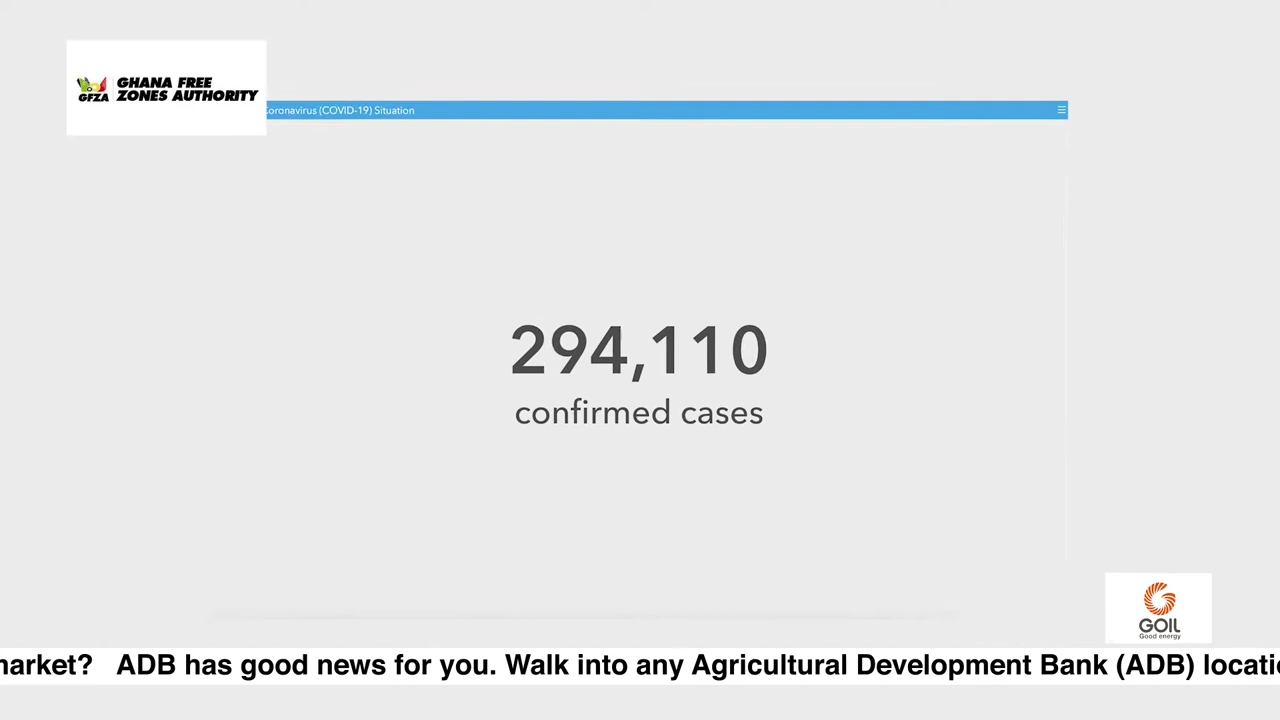 GFZA
GHANA FREE
ZONES AUTHORITY
Coronavirus (COVID-19) Situation
294,110
confirmed cases
GOIL
Good energy
market? ADB has good news for you. Walk into any Agricultural Development Bank (ADB)